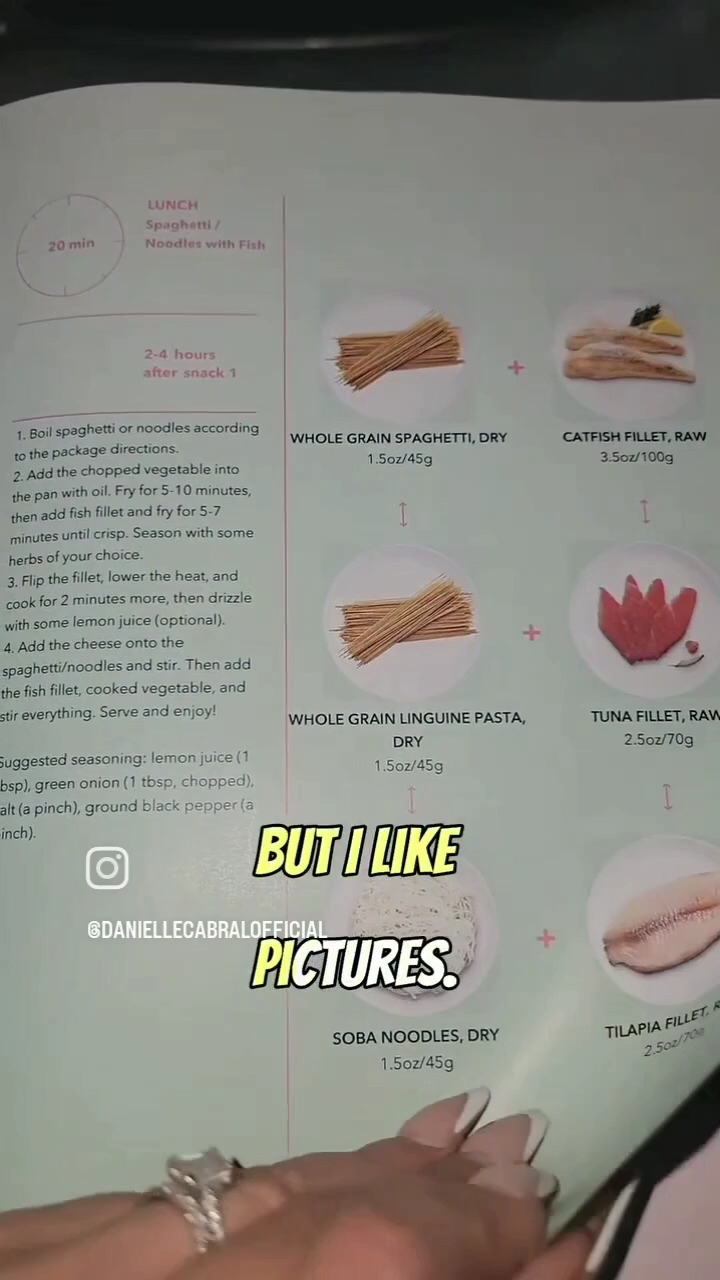 20 min
LUNCH
Spaghetti /
Noodles with Fish
2-4 hours
after snack 1
1. Boil spaghetti or noodles according
to the package directions.
2. Add the chopped vegetable into
the pan with oil. Fry for 5-10 minutes,
then add fish fillet and fry for 5-7
minutes until crisp. Season with some
herbs of your choice.
3. Flip the fillet, lower the heat, and
cook for 2 minutes more, then drizzle
with some lemon juice (optional).
4. Add the cheese onto the
spaghetti/noodles and stir. Then add
the fish fillet, cooked vegetable, and
stir everything. Serve and enjoy!
Suggested seasoning: lemon juice (1
bsp), green onion (1 tbsp, chopped),
alt (a pinch), ground black pepper (a
inch).
WHOLE GRAIN SPAGHETTI, DRY
1.5oz/45g
+
CATFISH FILLET, RAW
3.5oz/100g
WHOLE GRAIN LINGUINE PASTA,
DRY
1.5oz/45g
+
TUNA FILLET, RAW
2.5oz/70g
SOBA NOODLES, DRY
1.5oz/45g
+
TILAPIA FILLET,
2.5oz/70g
BUT I LIKE
PICTURES.
@DANIELLECABRALOFFICIAL